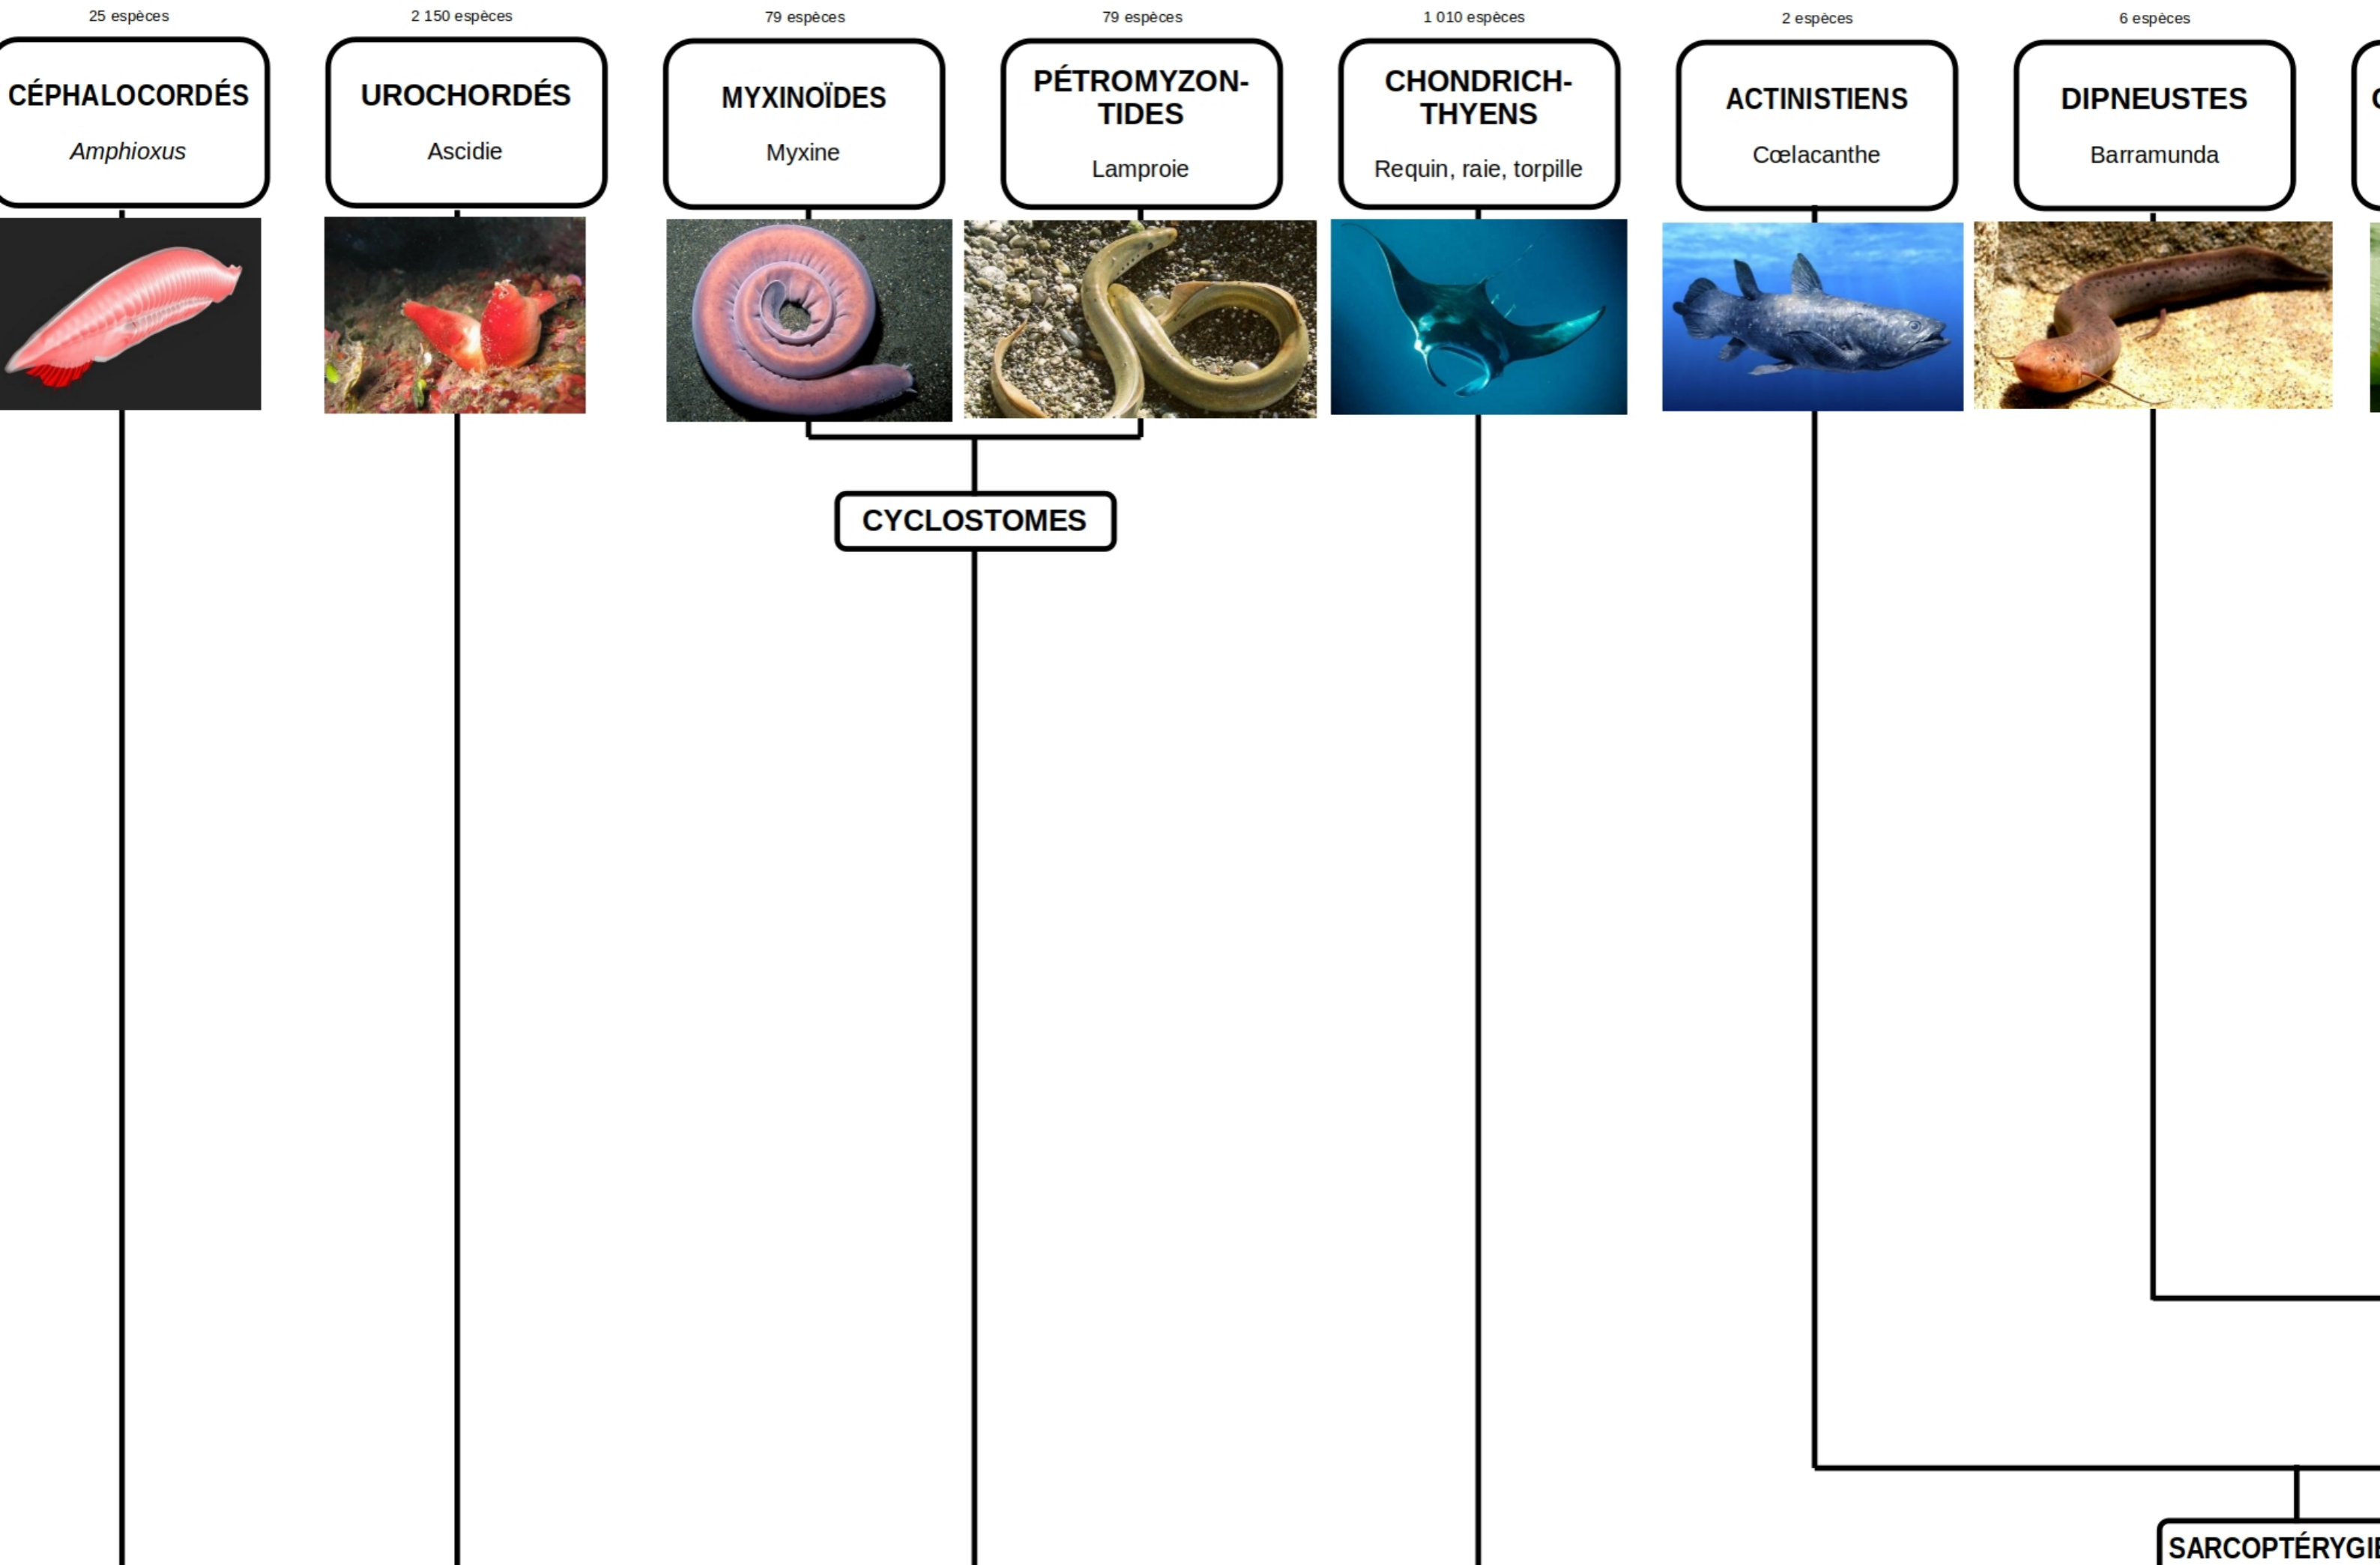 25 espèces
2 150 espèces
79 espèces
79 espèces
1 010 espèces
2 espèces
6 espèces
CÉPHALOCORDÉS
Amphioxus
UROCHORDÉS
Ascidie
MYXINOÏDES
Myxine
PÉTROMYZON-
TIDES
Lamproie
CHONDRICH-
THYENS
Requin, raie, torpille
ACTINISTIENS
Cœlacanthe
DIPNEUSTES
Barramunda
CYCLOSTOMES